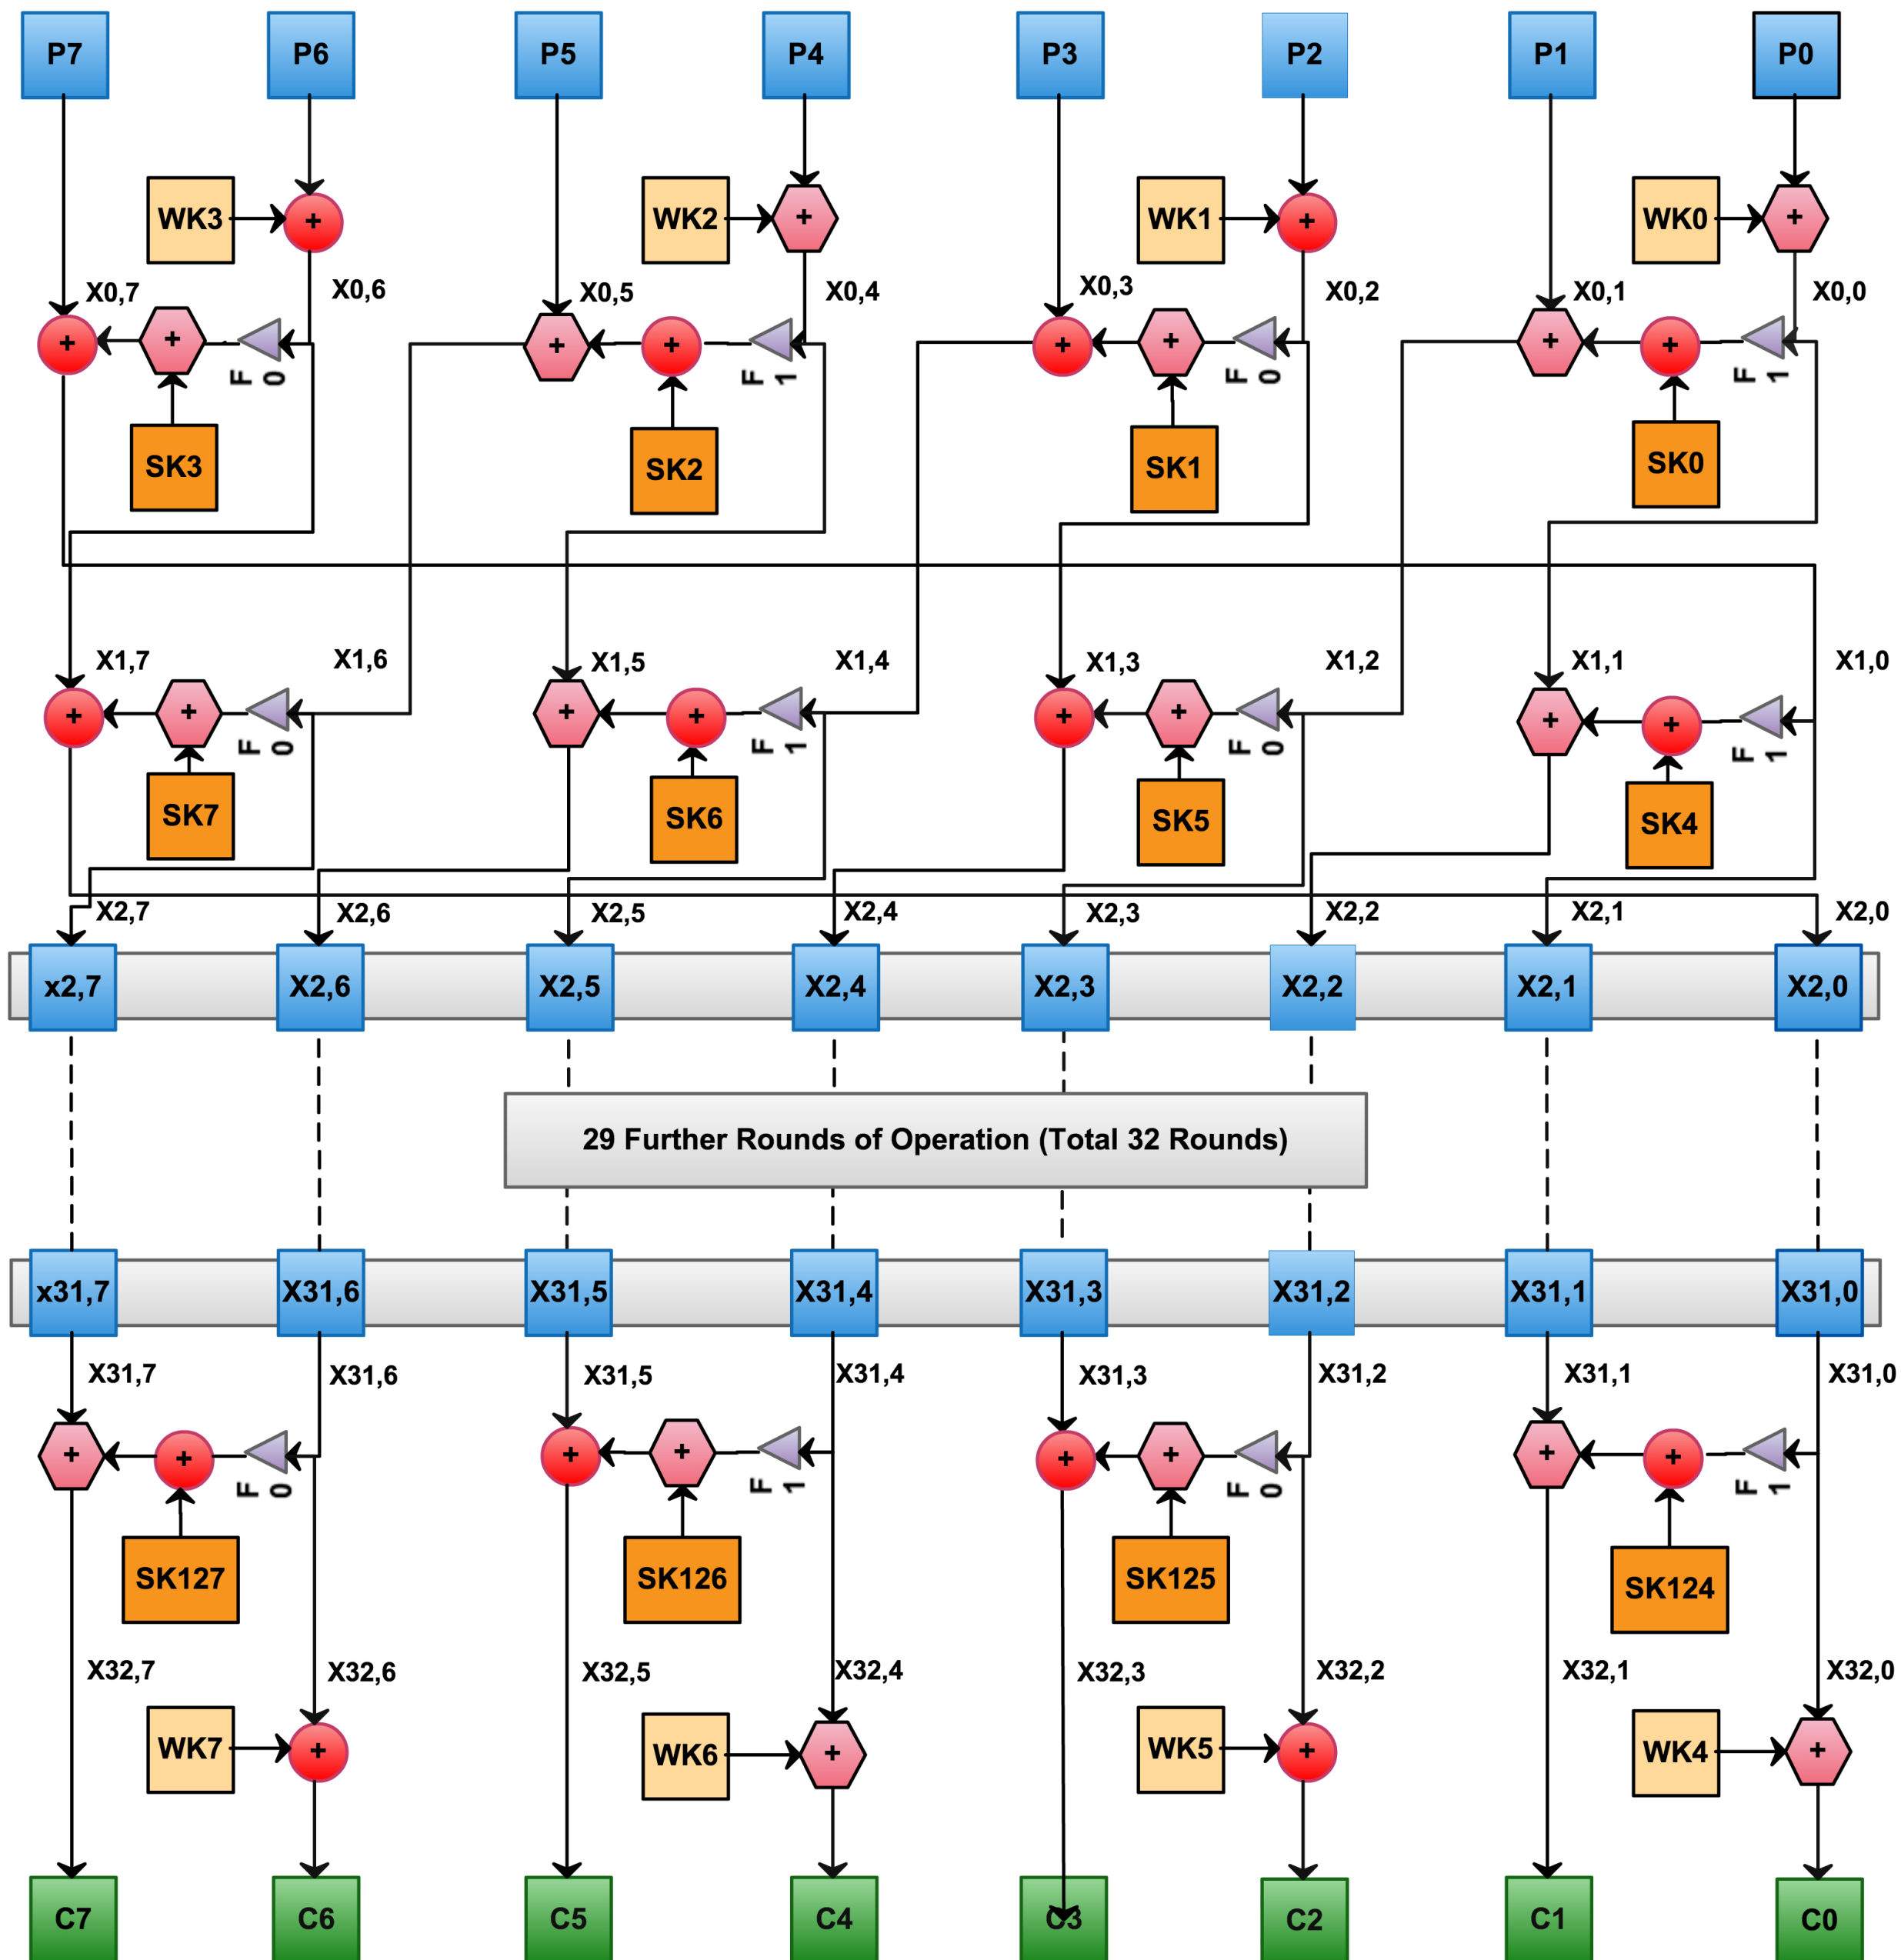 P7 P6 P5 P4 P3 P2 P1 P0
WK3 + WK2 + WK1 + WK0 +
X0,7 X0,6 X0,5 X0,4 X0,3 X0,2 X0,1 X0,0
+ + + + + + + +
F 0 F 1 F 0 F 1
SK3 SK2 SK1 SK0
X1,7 X1,6 X1,5 X1,4 X1,3 X1,2 X1,1 X1,0
+ + + + + + + +
F 0 F 1 F 0 F 1
SK7 SK6 SK5 SK4
X2,7 X2,6 X2,5 X2,4 X2,3 X2,2 X2,1 X2,0
x2,7 X2,6 X2,5 X2,4 X2,3 X2,2 X2,1 X2,0
29 Further Rounds of Operation (Total 32 Rounds)
x31,7 X31,6 X31,5 X31,4 X31,3 X31,2 X31,1 X31,0
X31,7 X31,6 X31,5 X31,4 X31,3 X31,2 X31,1 X31,0
+ + + + + + + +
F 0 F 1 F 0 F 1
SK127 SK126 SK125 SK124
X32,7 X32,6 X32,5 X32,4 X32,3 X32,2 X32,1 X32,0
WK7 + WK6 + WK5 + WK4 +
C7 C6 C5 C4 C3 C2 C1 C0